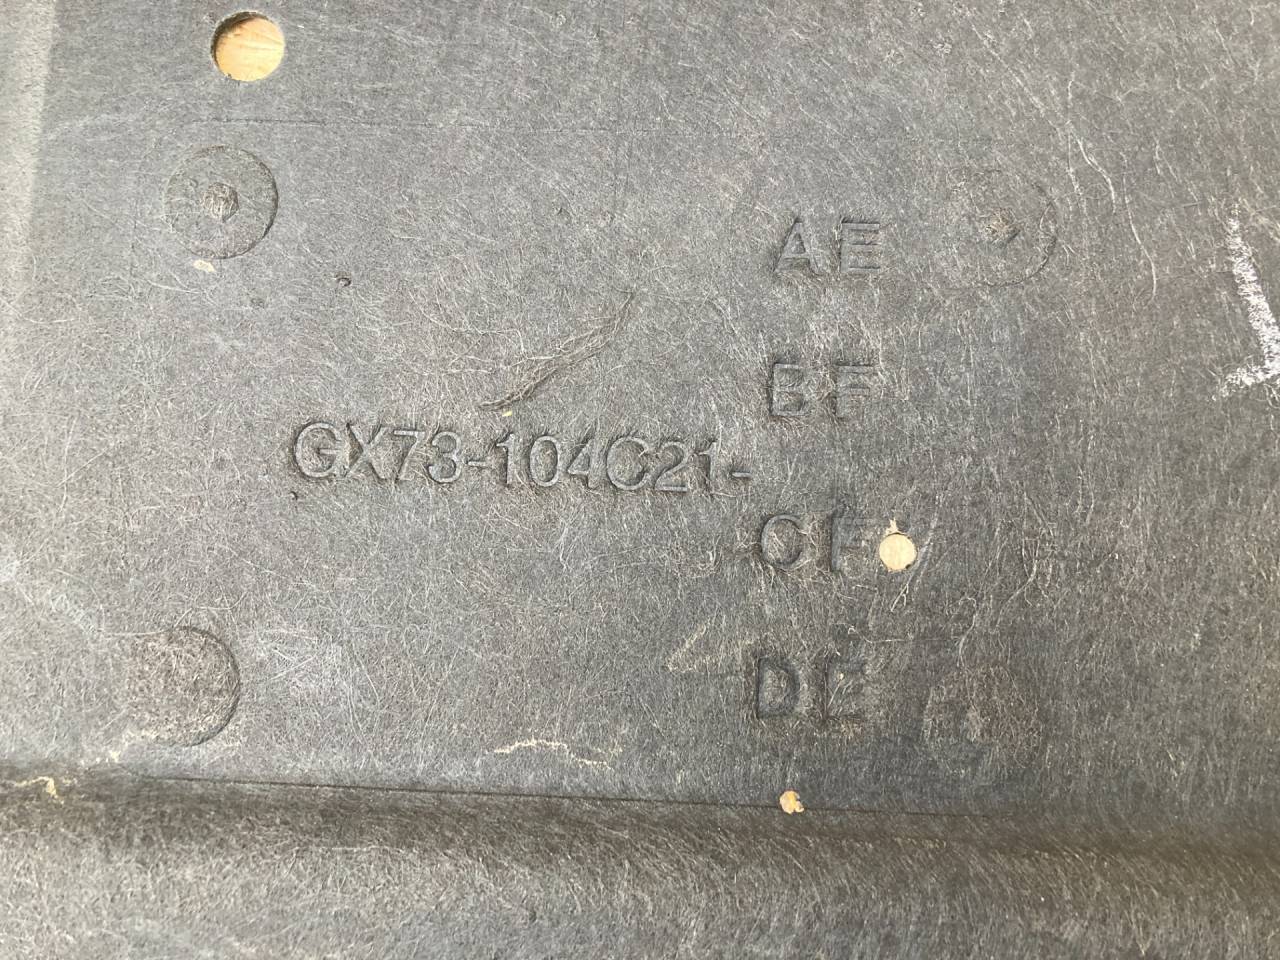 AE
BF
GX73-104C21-
CF
DE